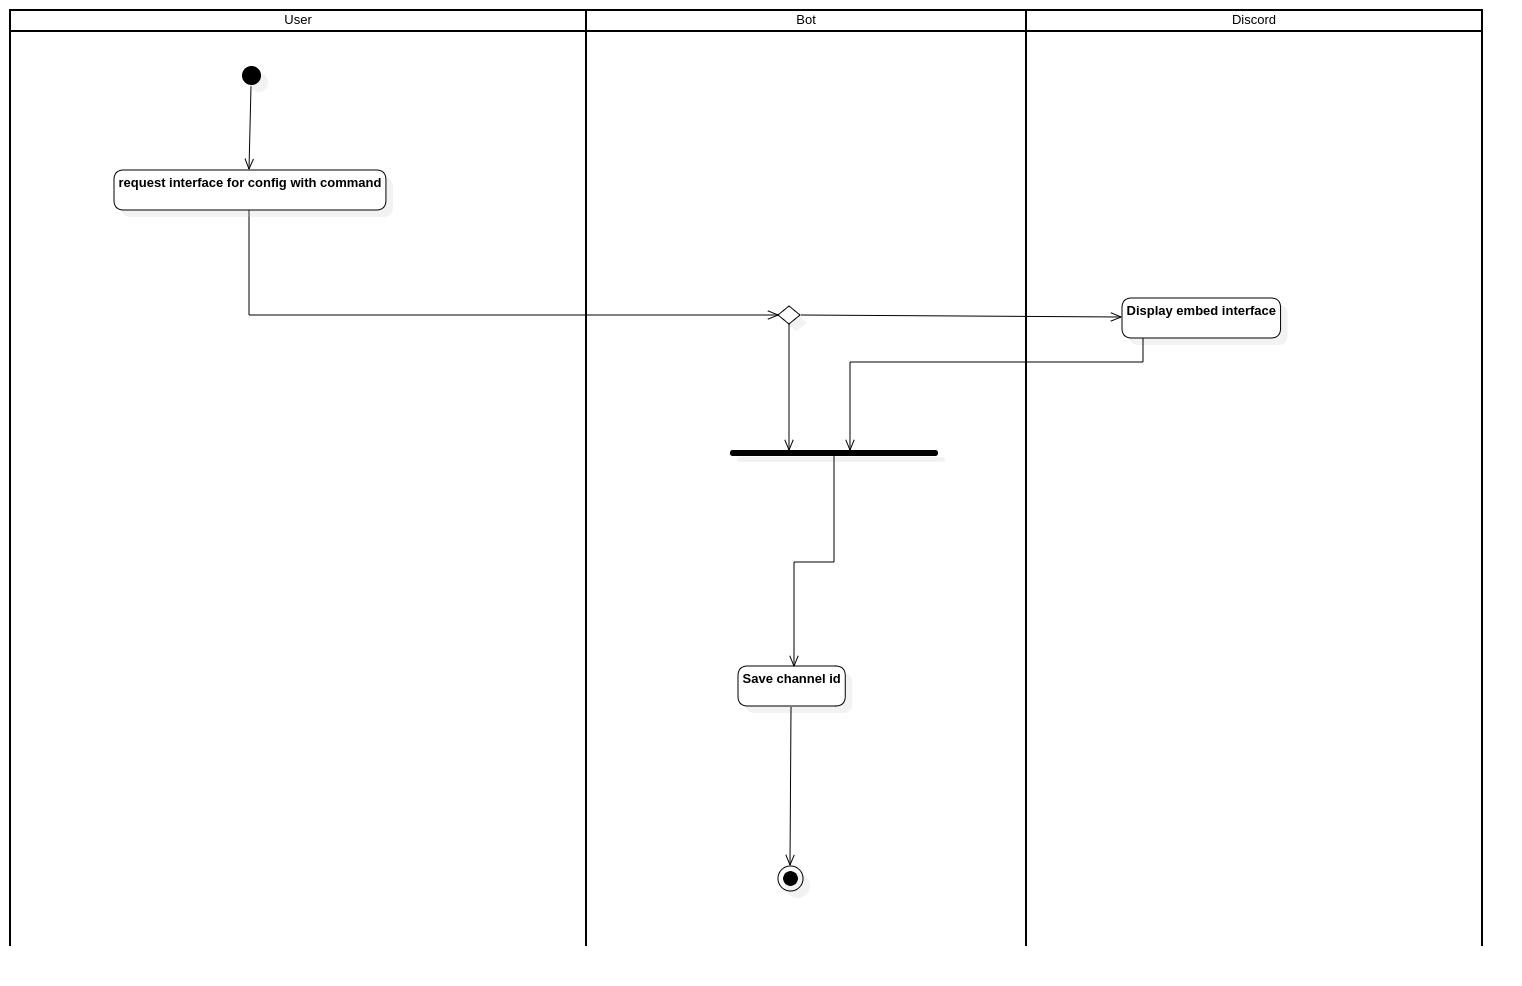 User
Bot
Discord
request interface for config with command
Display embed interface
Save channel id